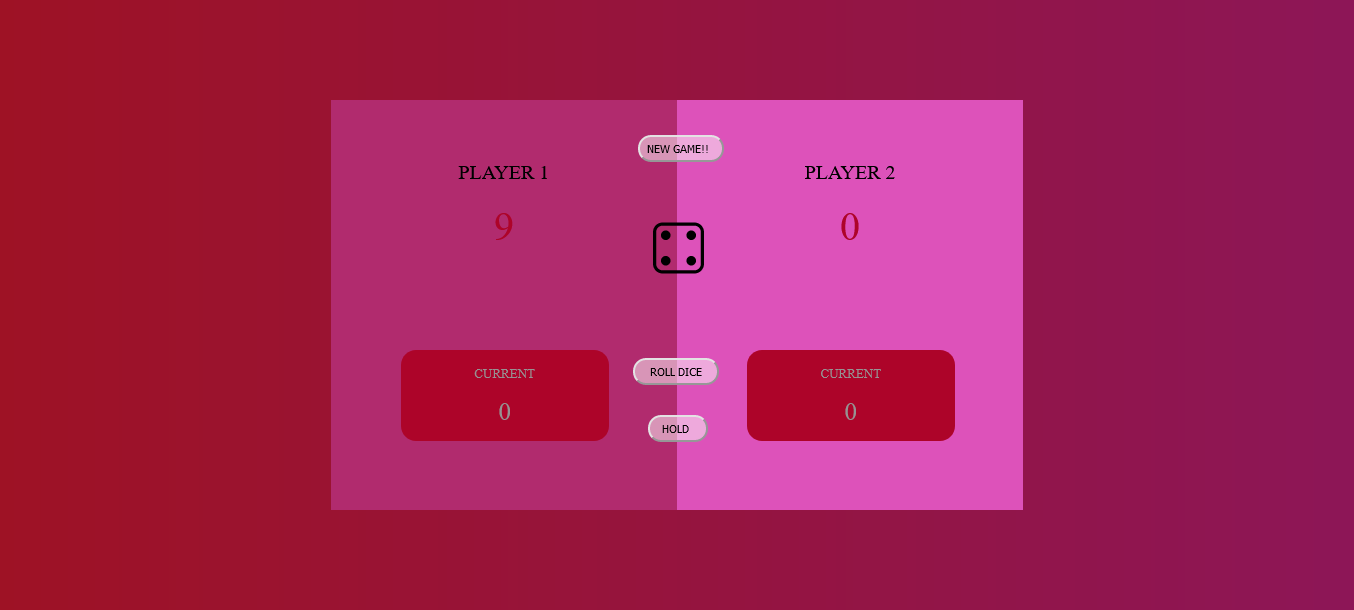 NEW GAME!!
PLAYER 1
PLAYER 2
9
0
CURRENT
0
ROLL DICE
CURRENT
0
HOLD